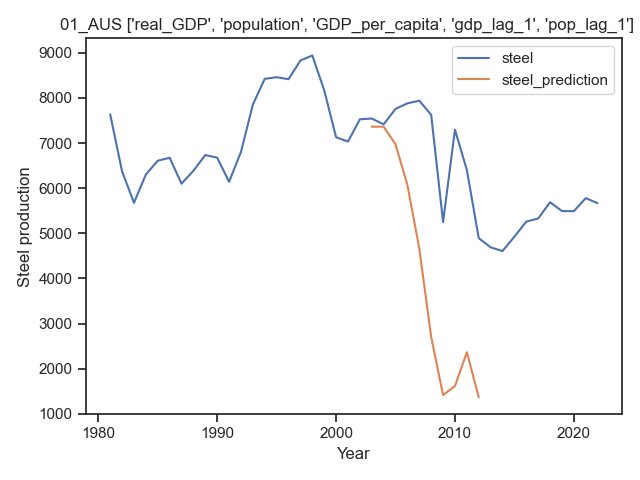 01_AUS ['real_GDP', 'population', 'GDP_per_capita', 'gdp_lag_1', 'pop_lag_1']
steel
steel_prediction
9000
8000
7000
6000
5000
4000
3000
2000
1000
Steel production
1980
1990
2000
2010
2020
Year